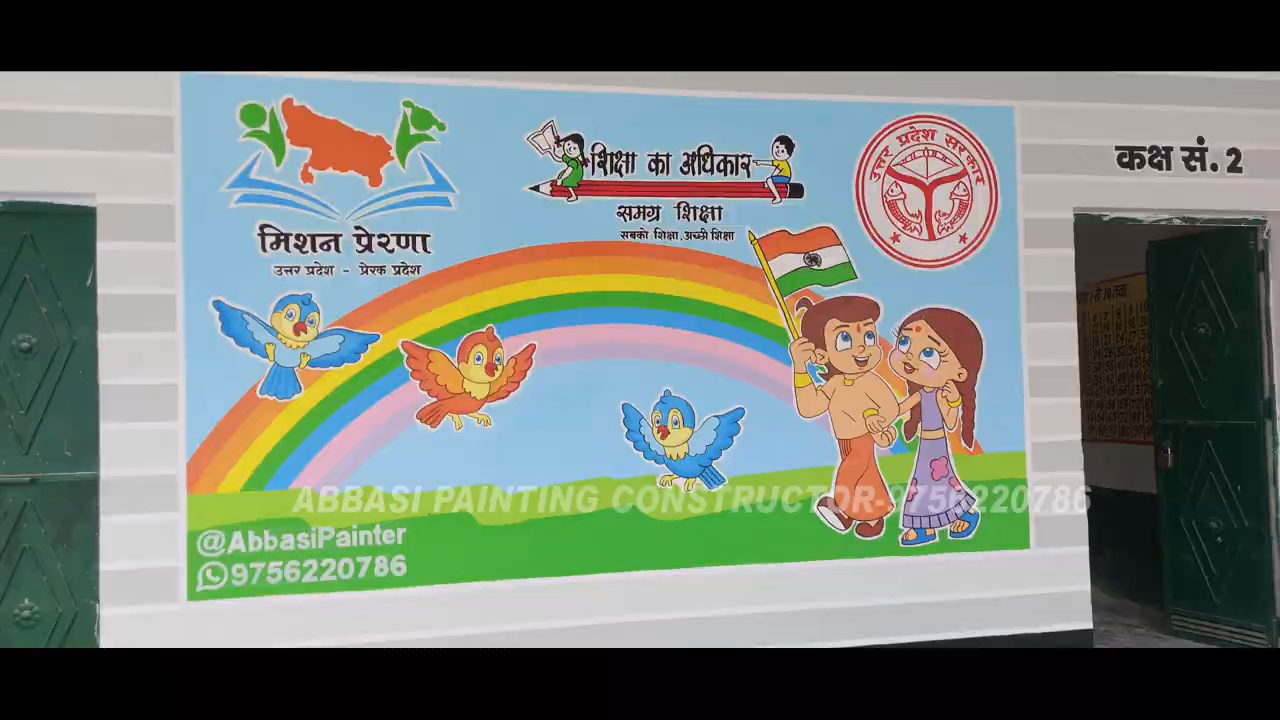 मिशन प्रेरणा
उत्तर प्रदेश - प्रेरक प्रदेश
शिक्षा का अधिकार
समग्र शिक्षा
सबको शिक्षा, अच्छी शिक्षा
उत्तर प्रदेश सरकार
कक्ष सं. 2
ABBASI PAINTING CONSTRUCTOR-9756220786
@AbbasiPainter
9756220786